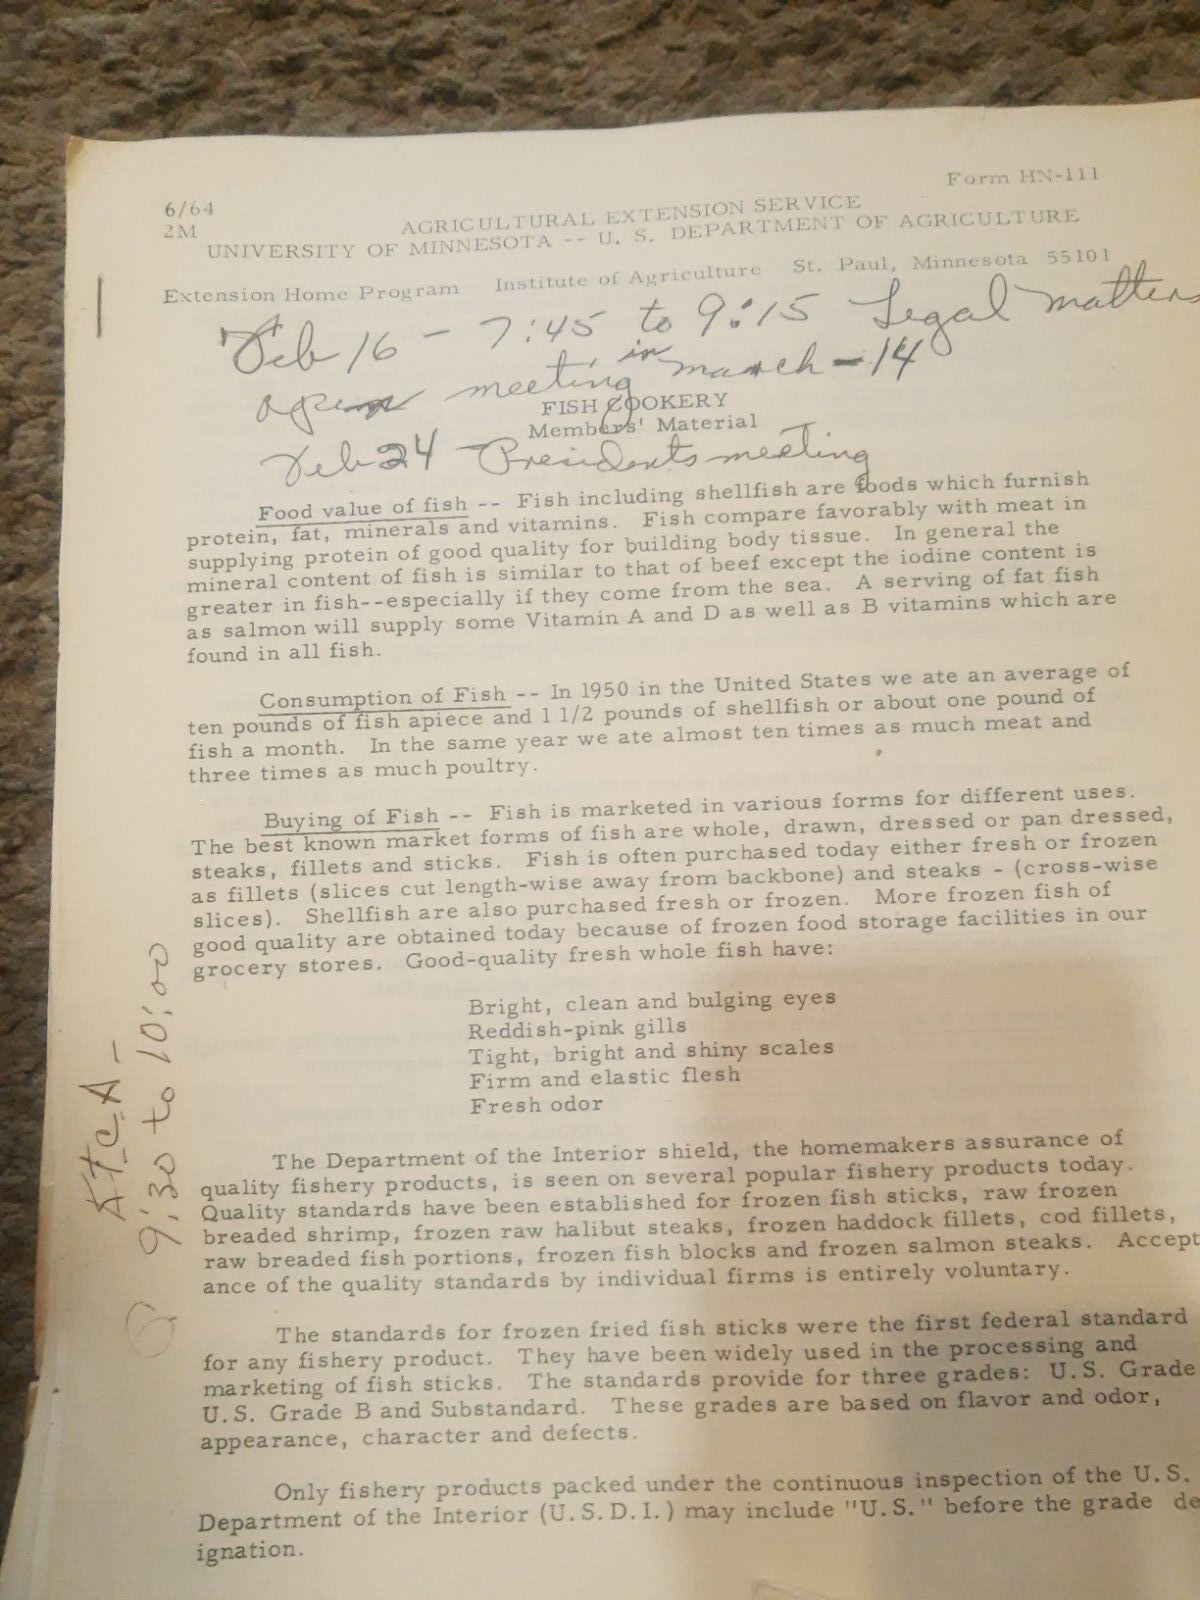 Form HN-111
6/64
2M
AGRICULTURAL EXTENSION SERVICE
UNIVERSITY OF MINNESOTA -- U. S. DEPARTMENT OF AGRICULTURE
Extension Home Program Institute of Agriculture St. Paul, Minnesota 55101
Feb 16 - 7:45 to 9:15 Legal matters
open meeting in march - 14
FISH COOKERY
Members' Material
Feb 24 Presidents meeting
Food value of fish -- Fish including shellfish are foods which furnish
protein, fat, minerals and vitamins. Fish compare favorably with meat in
supplying protein of good quality for building body tissue. In general the
mineral content of fish is similar to that of beef except the iodine content is
greater in fish--especially if they come from the sea. A serving of fat fish
as salmon will supply some Vitamin A and D as well as B vitamins which are
found in all fish.
Consumption of Fish -- In 1950 in the United States we ate an average of
ten pounds of fish apiece and 1 1/2 pounds of shellfish or about one pound of
fish a month. In the same year we ate almost ten times as much meat and
three times as much poultry.
Buying of Fish -- Fish is marketed in various forms for different uses.
The best known market forms of fish are whole, drawn, dressed or pan dressed,
steaks, fillets and sticks. Fish is often purchased today either fresh or frozen
as fillets (slices cut length-wise away from backbone) and steaks - (cross-wise
slices). Shellfish are also purchased fresh or frozen. More frozen fish of
good quality are obtained today because of frozen food storage facilities in our
grocery stores. Good-quality fresh whole fish have:
Bright, clean and bulging eyes
Reddish-pink gills
Tight, bright and shiny scales
Firm and elastic flesh
Fresh odor
KTCA -
9:30 to 10:00
The Department of the Interior shield, the homemakers assurance of
quality fishery products, is seen on several popular fishery products today.
Quality standards have been established for frozen fish sticks, raw frozen
breaded shrimp, frozen raw halibut steaks, frozen haddock fillets, cod fillets,
raw breaded fish portions, frozen fish blocks and frozen salmon steaks. Accept
ance of the quality standards by individual firms is entirely voluntary.
The standards for frozen fried fish sticks were the first federal standard
for any fishery product. They have been widely used in the processing and
marketing of fish sticks. The standards provide for three grades: U.S. Grade
U.S. Grade B and Substandard. These grades are based on flavor and odor,
appearance, character and defects.
Only fishery products packed under the continuous inspection of the U.S.
Department of the Interior (U.S.D.I.) may include "U.S." before the grade de
ignation.